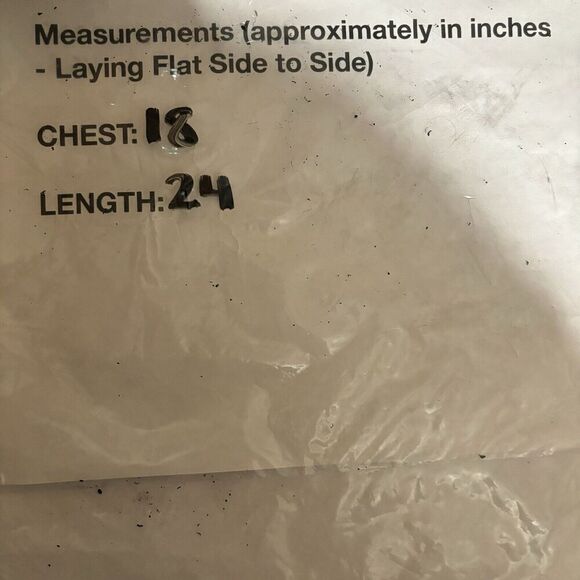 Measurements (approximately in inches
- Laying Flat Side to Side)
CHEST: 18
LENGTH: 24